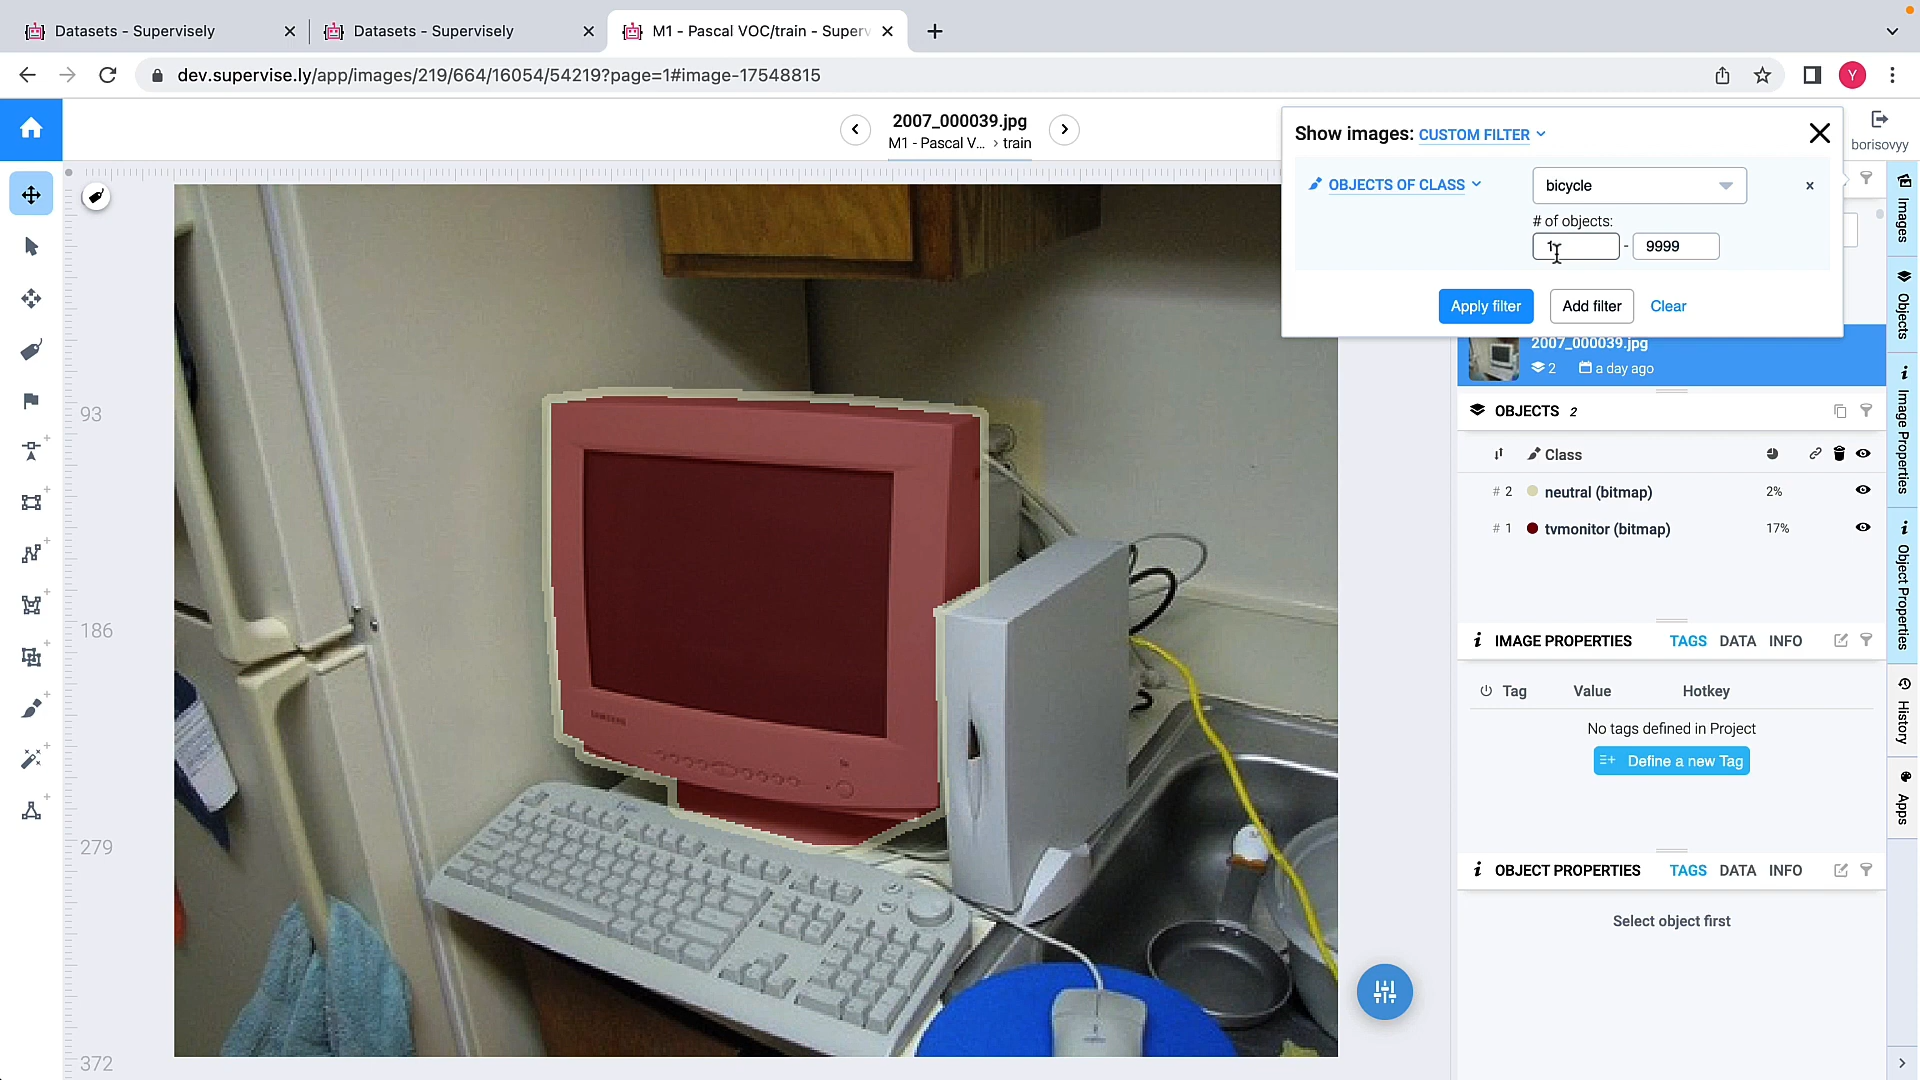 Datasets - Supervisely
Datasets - Supervisely
M1 - Pascal VOC/train - Superv
dev.supervise.ly/app/images/219/664/16054/54219?page=1#image-17548815
Y
2007_000039.jpg
M1 - Pascal V... > train
Show images: CUSTOM FILTER
OBJECTS OF CLASS
bicycle
# of objects:
1 - 9999
Apply filter
Add filter
Clear
borisovyy
2007_000039.jpg
2 a day ago
OBJECTS 2
Class
# 2 neutral (bitmap) 2%
# 1 tvmonitor (bitmap) 17%
IMAGE PROPERTIES TAGS DATA INFO
Tag Value Hotkey
No tags defined in Project
Define a new Tag
OBJECT PROPERTIES TAGS DATA INFO
Select object first
Images
Objects
Image Properties
Object Properties
History
Apps
93
186
279
372
SAMSUNG